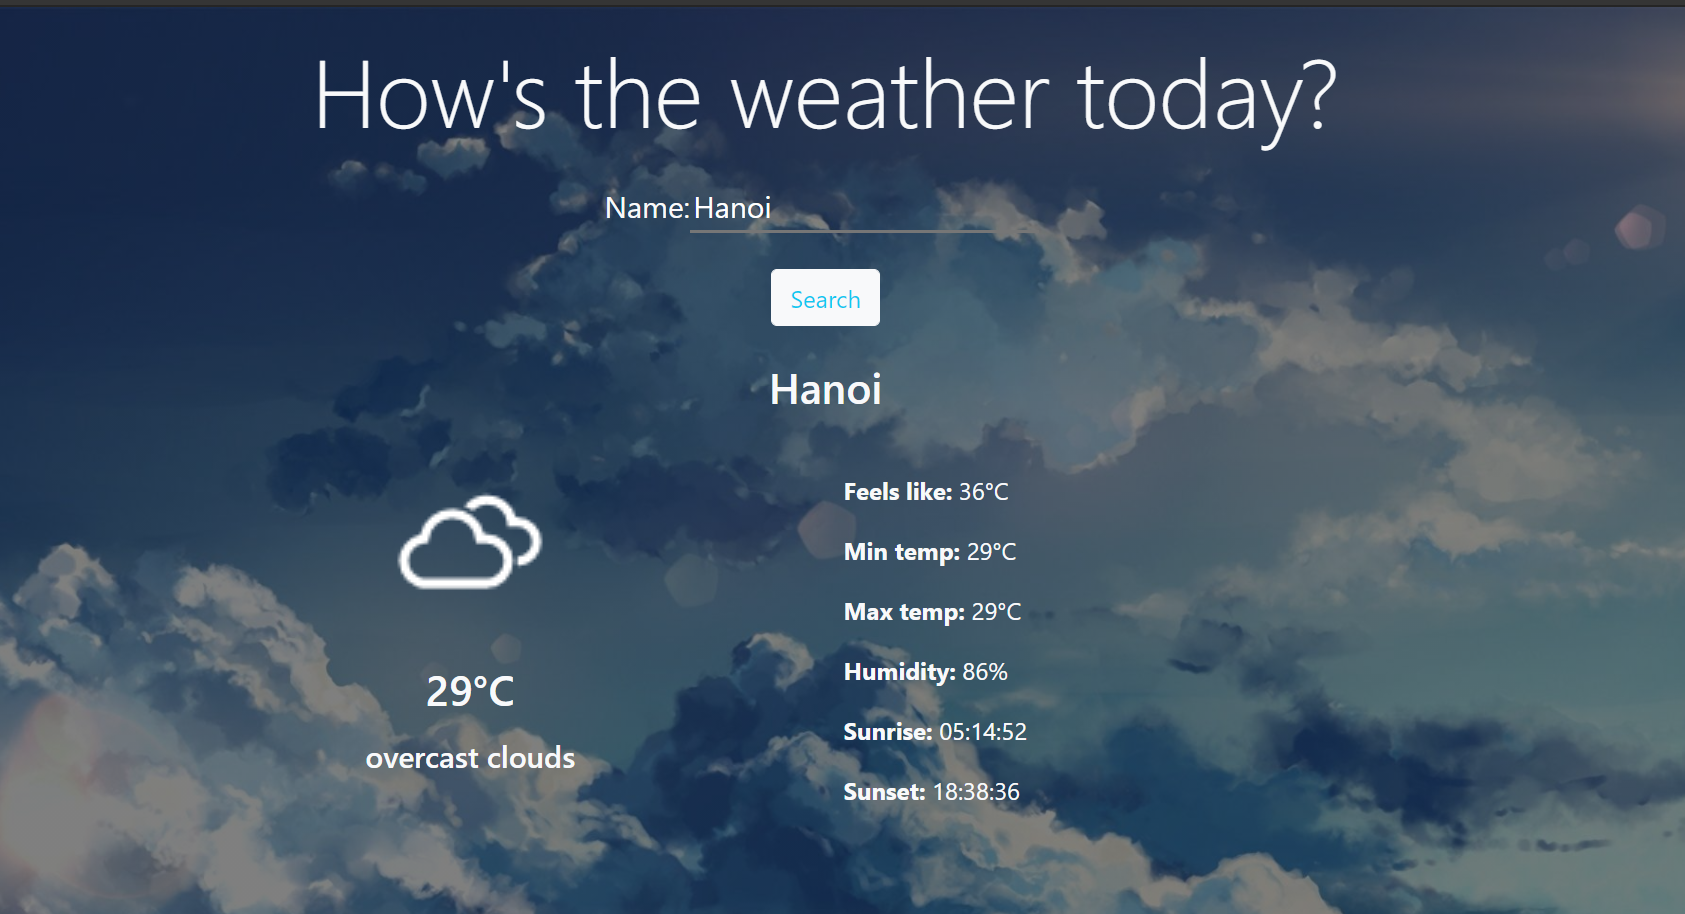 How's the weather today?
Name: Hanoi
Search
Hanoi
29°C
overcast clouds
Feels like: 36°C
Min temp: 29°C
Max temp: 29°C
Humidity: 86%
Sunrise: 05:14:52
Sunset: 18:38:36